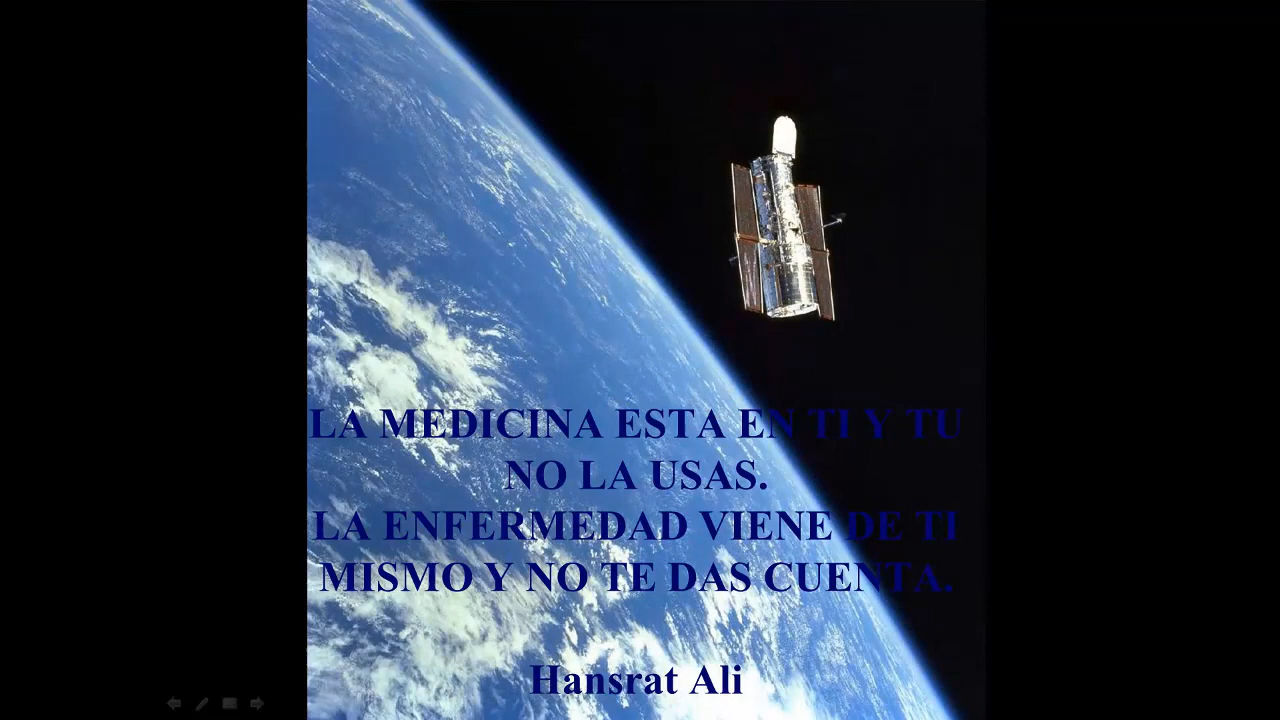 LA MEDICINA ESTA EN TI Y TU
NO LA USAS.
LA ENFERMEDAD VIENE DE TI
MISMO Y NO TE DAS CUENTA.
Hansrat Ali